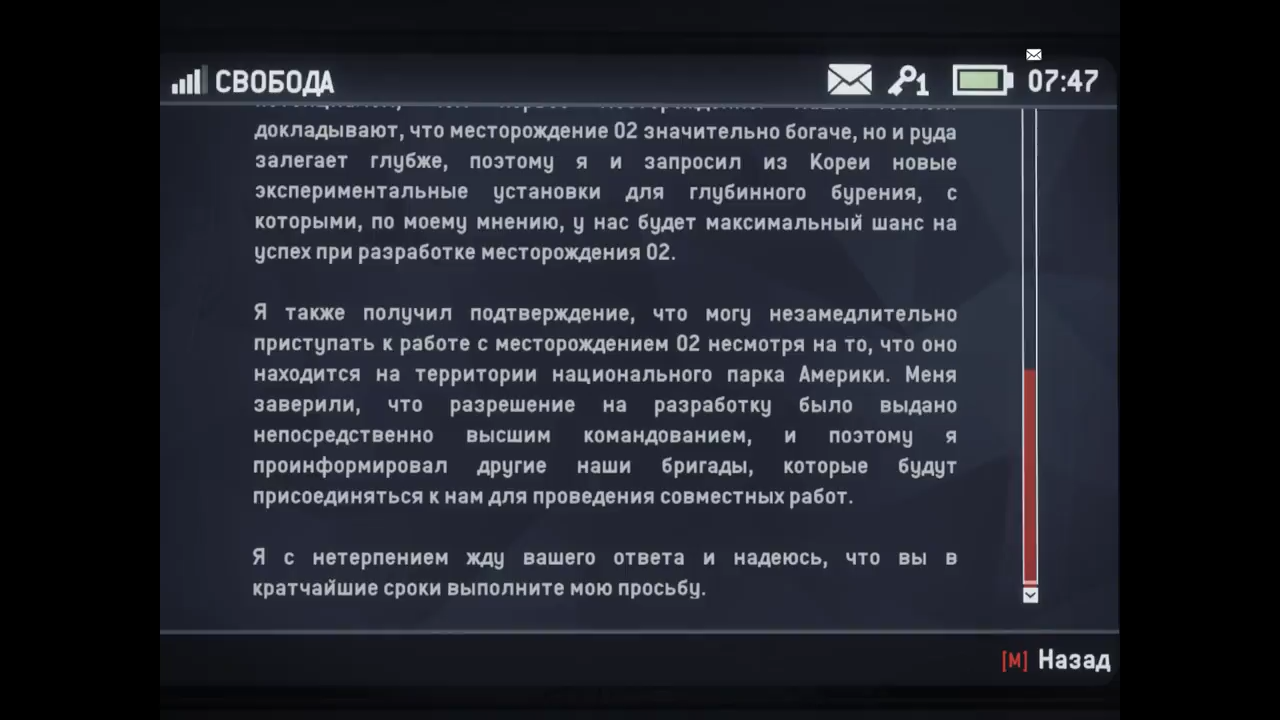 СВОБОДА
1
07:47
докладывают, что месторождение 02 значительно богаче, но и руда
залегает глубже, поэтому я и запросил из Кореи новые
экспериментальные установки для глубинного бурения, с
которыми, по моему мнению, у нас будет максимальный шанс на
успех при разработке месторождения 02.
Я также получил подтверждение, что могу незамедлительно
приступать к работе с месторождением 02 несмотря на то, что оно
находится на территории национального парка Америки. Меня
заверили, что разрешение на разработку было выдано
непосредственно высшим командованием, и поэтому я
проинформировал другие наши бригады, которые будут
присоединяться к нам для проведения совместных работ.
Я с нетерпением жду вашего ответа и надеюсь, что вы в
кратчайшие сроки выполните мою просьбу.
[M] Назад